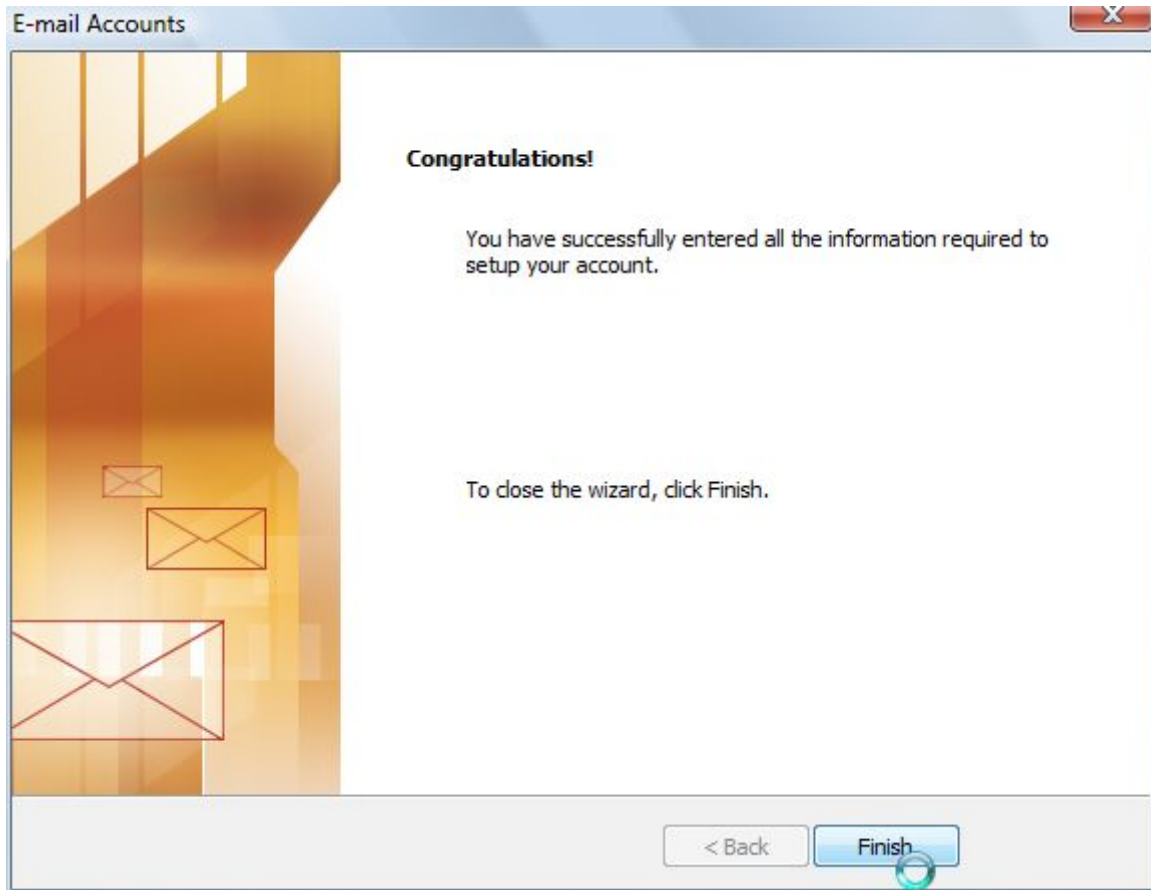 E-mail Accounts
X
Congratulations!
You have successfully entered all the information required to
setup your account.
To close the wizard, click Finish.
< Back
Finish